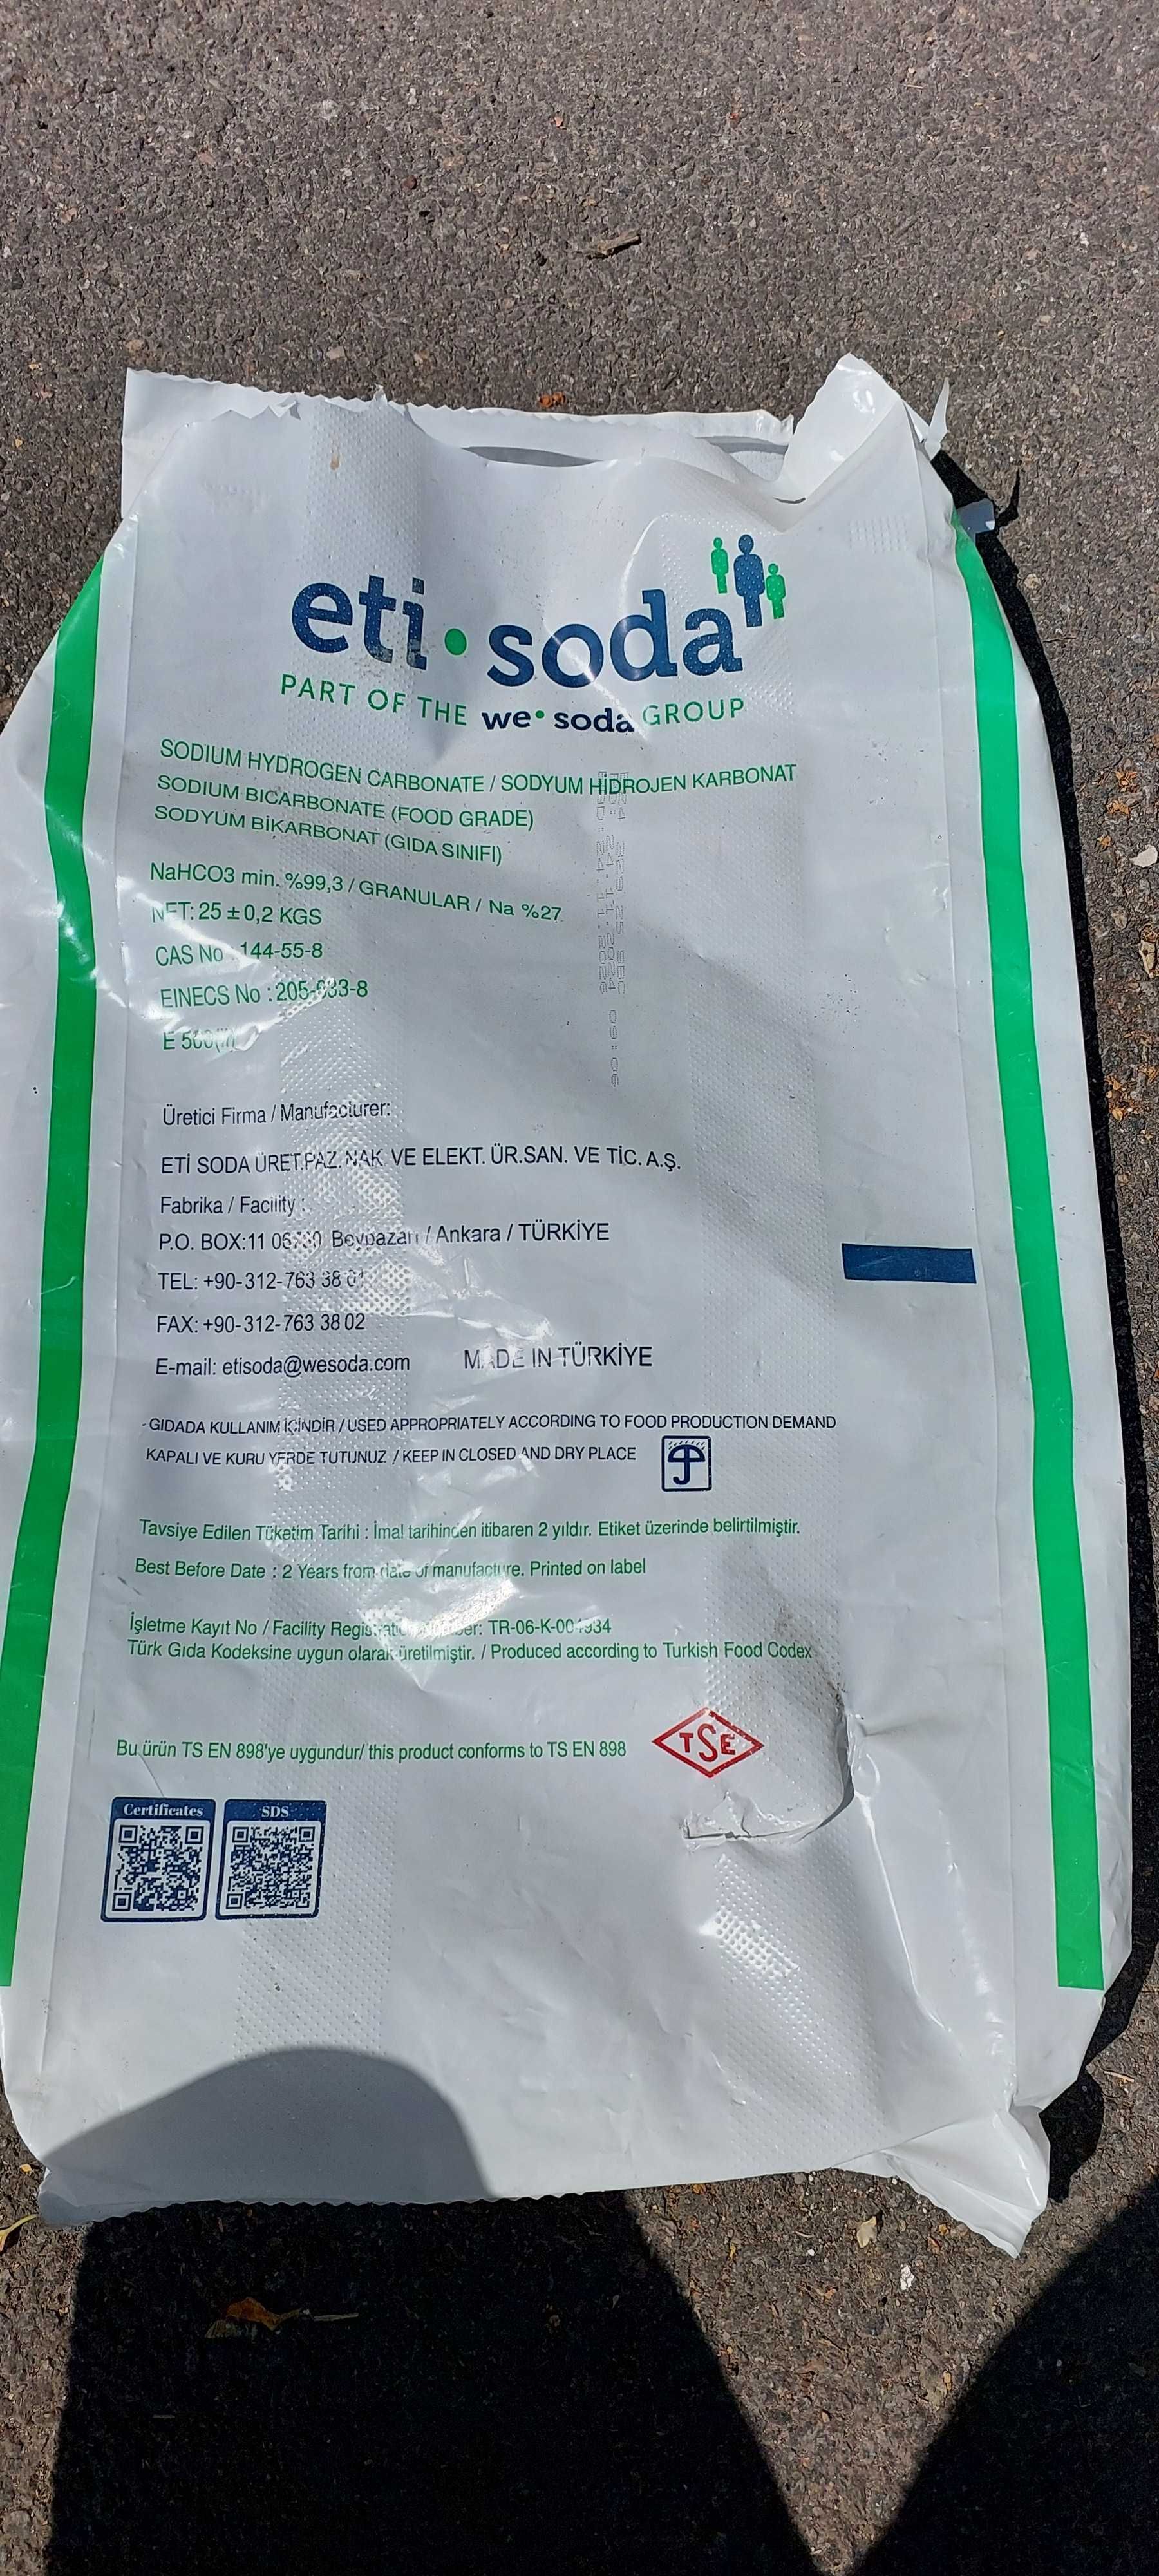 eti•soda
PART OF THE we•soda GROUP
SODIUM HYDROGEN CARBONATE / SODYUM HİDROJEN KARBONAT
SODIUM BICARBONATE (FOOD GRADE)
SODYUM BİKARBONAT (GIDA SINIFI)
NaHCO3 min. %99,3 / GRANULAR / Na %27
NET: 25 ± 0,2 KGS
CAS No : 144-55-8
EINECS No :
Üretici Firma / Manufacturer:
ETİ SODA ÜRET.PAZ.NAK. VE ELEKT. ÜR.SAN. VE TİC. A.Ş.
Fabrika / Facility :
P.O. BOX:11 Beypazarı / Ankara / TÜRKİYE
TEL: +90-312-763 38 01
FAX: +90-312-763 38 02
E-mail: etisoda@wesoda.com MADE IN TÜRKİYE
- GIDADA KULLANIM İÇİNDİR / USED APPROPRIATELY ACCORDING TO FOOD PRODUCTION DEMAND
KAPALI VE KURU YERDE TUTUNUZ / KEEP IN CLOSED AND DRY PLACE
Tavsiye Edilen Tüketim Tarihi : İmal tarihinden itibaren 2 yıldır. Etiket üzerinde belirtilmiştir.
Best Before Date : 2 Years from date of manufacture. Printed on label
İşletme Kayıt No / Facility Registration Number:
Türk Gıda Kodeksine uygun olarak üretilmiştir. / Produced according to Turkish Food Codex
Bu ürün TS EN 898'ye uygundur/ this product conforms to TS EN 898
TSE
Certificates SDS